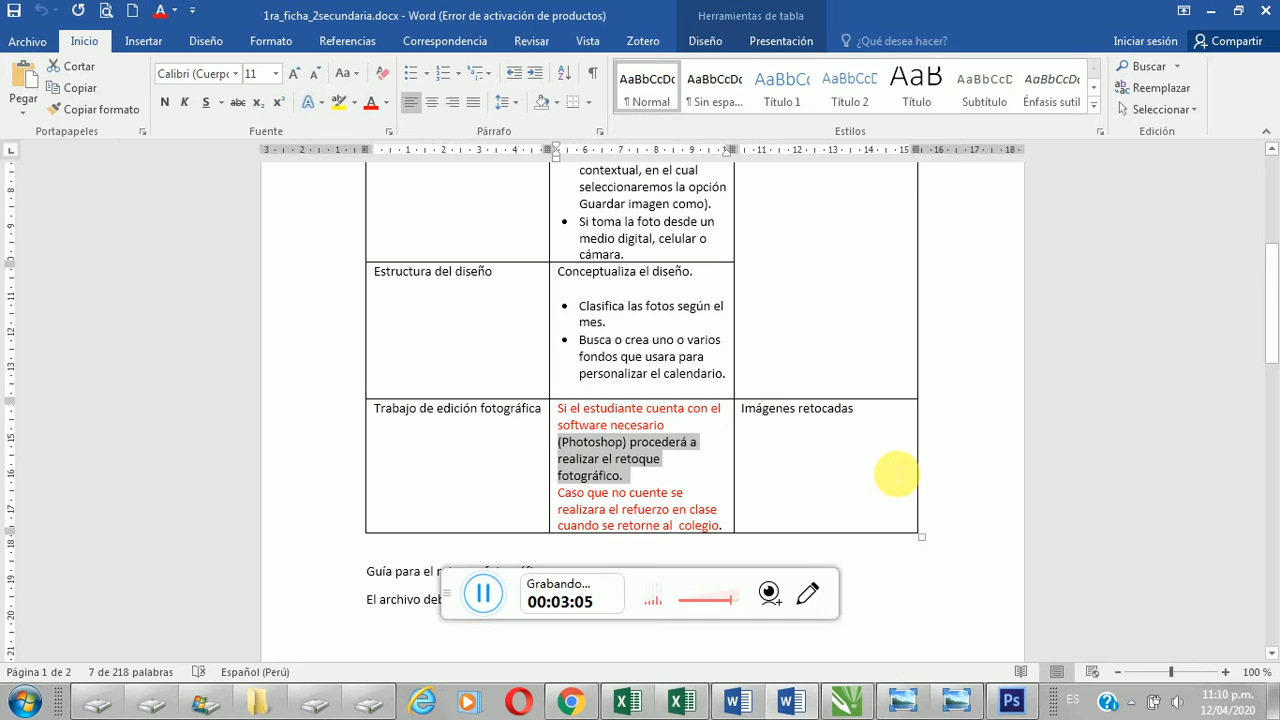 1ra_ficha_2secundaria.docx - Word (Error de activación de productos)
Herramientas de tabla
Archivo
Inicio
Insertar
Diseño
Formato
Referencias
Correspondencia
Revisar
Vista
Zotero
Diseño
Presentación
¿Qué desea hacer?
Iniciar sesión
Compartir
Pegar
Cortar
Copiar
Copiar formato
Portapapeles
Calibri (Cuerpo
11
Fuente
Párrafo
AaBbCcDc
¶ Normal
AaBbCcDc
¶ Sin espa...
AaBbCc
Título 1
AaBbCcD
Título 2
AaB
Título
AaBbCcD
Subtítulo
AaBbCcDc
Énfasis sutil
Estilos
Buscar
Reemplazar
Seleccionar
Edición
contextual, en el cual
seleccionaremos la opción
Guardar imagen como).
• Si toma la foto desde un
medio digital, celular o
cámara.
Estructura del diseño
Conceptualiza el diseño.
• Clasifica las fotos según el
mes.
• Busca o crea uno o varios
fondos que usara para
personalizar el calendario.
Trabajo de edición fotográfica
Si el estudiante cuenta con el
software necesario
(Photoshop) procederá a
realizar el retoque
fotográfico.
Caso que no cuente se
realizara el refuerzo en clase
cuando se retorne al colegio.
Imágenes retocadas
Guía para el
El archivo
Grabando...
00:03:05
Página 1 de 2
7 de 218 palabras
Español (Perú)
100 %
ES
11:10 p.m.
12/04/2020